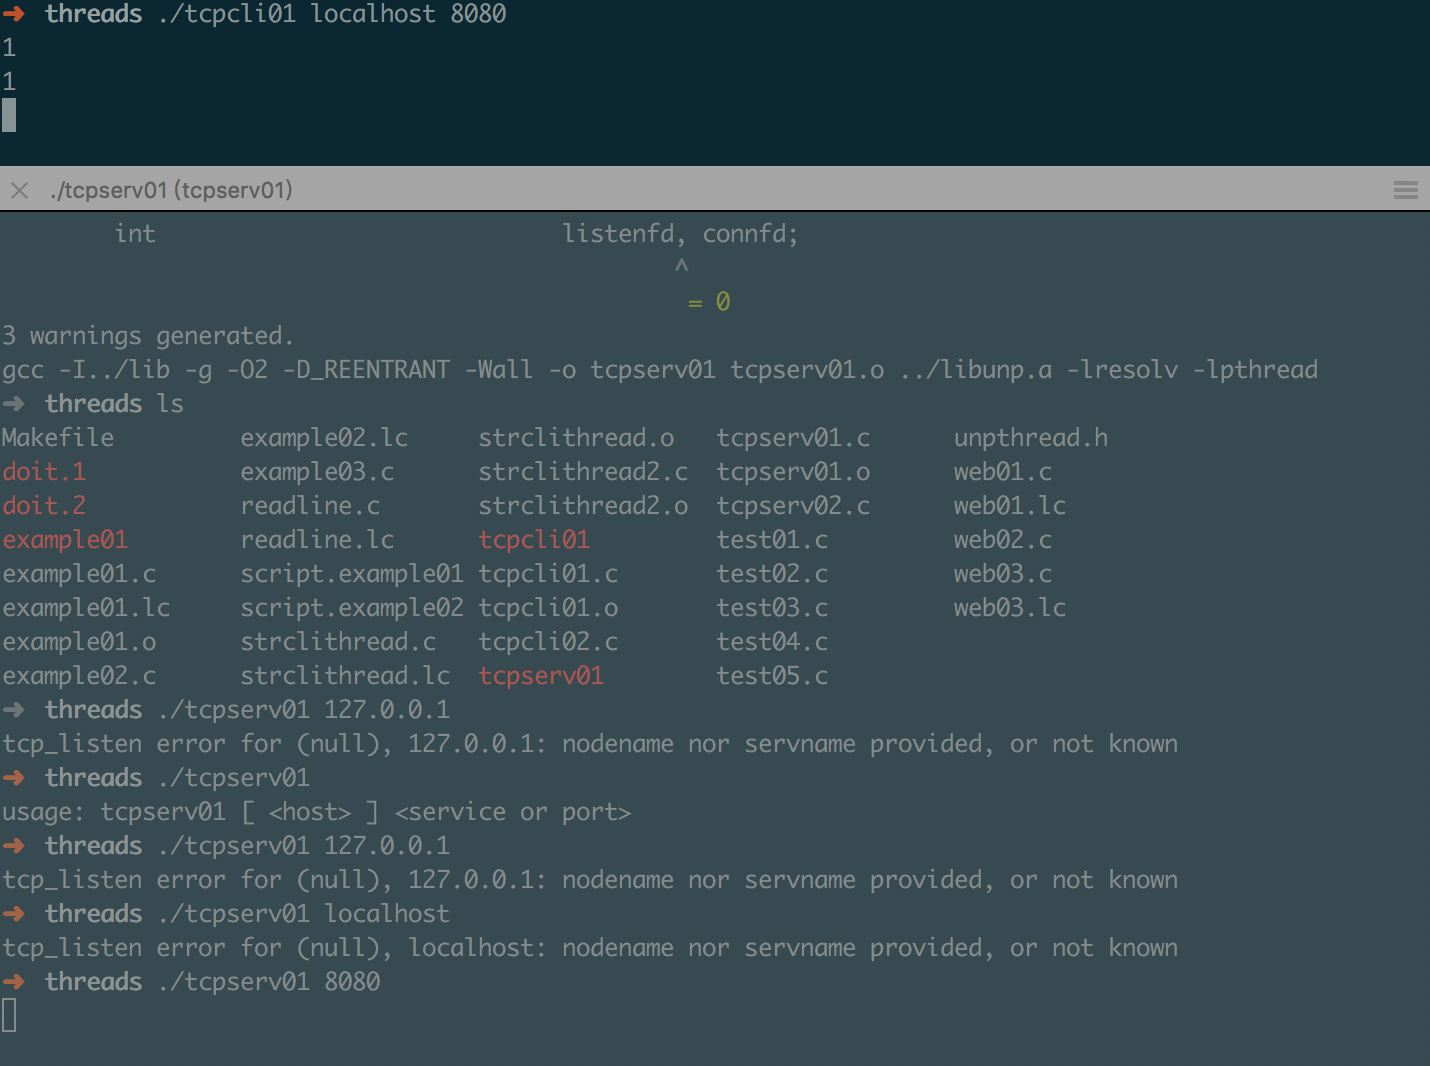 ➜ threads ./tcpcli01 localhost 8080
1
1
./tcpserv01 (tcpserv01)
int listenfd, connfd;
^
= 0
3 warnings generated.
gcc -I../lib -g -O2 -D_REENTRANT -Wall -o tcpserv01 tcpserv01.o ../libunp.a -lresolv -lpthread
➜ threads ls
Makefile example02.lc strclithread.o tcpserv01.c unpthread.h
doit.1 example03.c strclithread2.c tcpserv01.o web01.c
doit.2 readline.c strclithread2.o tcpserv02.c web01.lc
example01 readline.lc tcpcli01 test01.c web02.c
example01.c script.example01 tcpcli01.c test02.c web03.c
example01.lc script.example02 tcpcli01.o test03.c web03.lc
example01.o strclithread.c tcpcli02.c test04.c
example02.c strclithread.lc tcpserv01 test05.c
➜ threads ./tcpserv01 127.0.0.1
tcp_listen error for (null), 127.0.0.1: nodename nor servname provided, or not known
➜ threads ./tcpserv01
usage: tcpserv01 [ <host> ] <service or port>
➜ threads ./tcpserv01 127.0.0.1
tcp_listen error for (null), 127.0.0.1: nodename nor servname provided, or not known
➜ threads ./tcpserv01 localhost
tcp_listen error for (null), localhost: nodename nor servname provided, or not known
➜ threads ./tcpserv01 8080